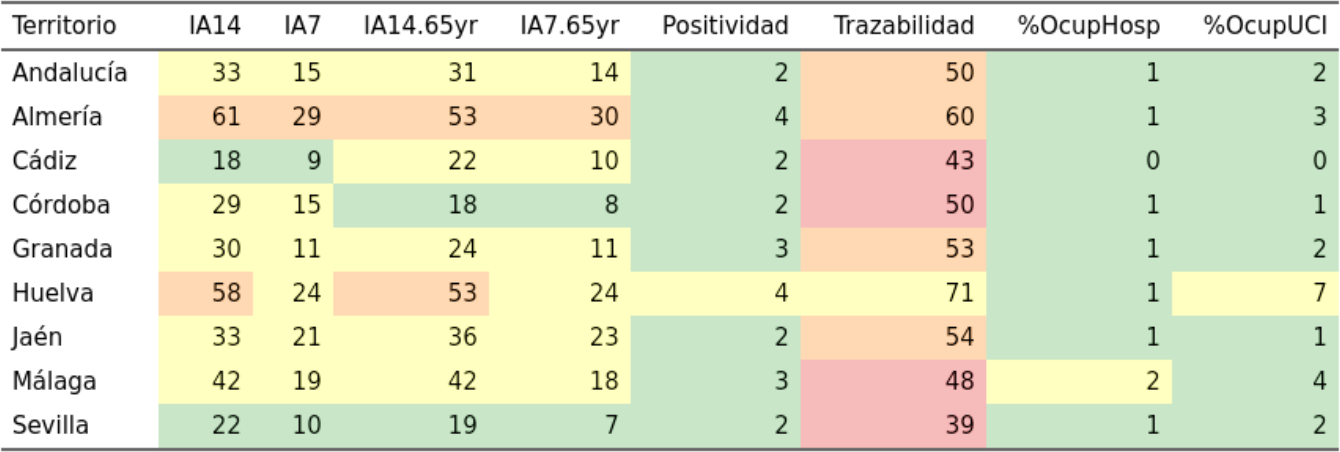 Territorio IA14 IA7 IA14.65yr IA7.65yr Positividad Trazabilidad %OcupHosp %OcupUCI
Andalucía 33 15 31 14 2 50 1 2
Almería 61 29 53 30 4 60 1 3
Cádiz 18 9 22 10 2 43 0 0
Córdoba 29 15 18 8 2 50 1 1
Granada 30 11 24 11 3 53 1 2
Huelva 58 24 53 24 4 71 1 7
Jaén 33 21 36 23 2 54 1 1
Málaga 42 19 42 18 3 48 2 4
Sevilla 22 10 19 7 2 39 1 2